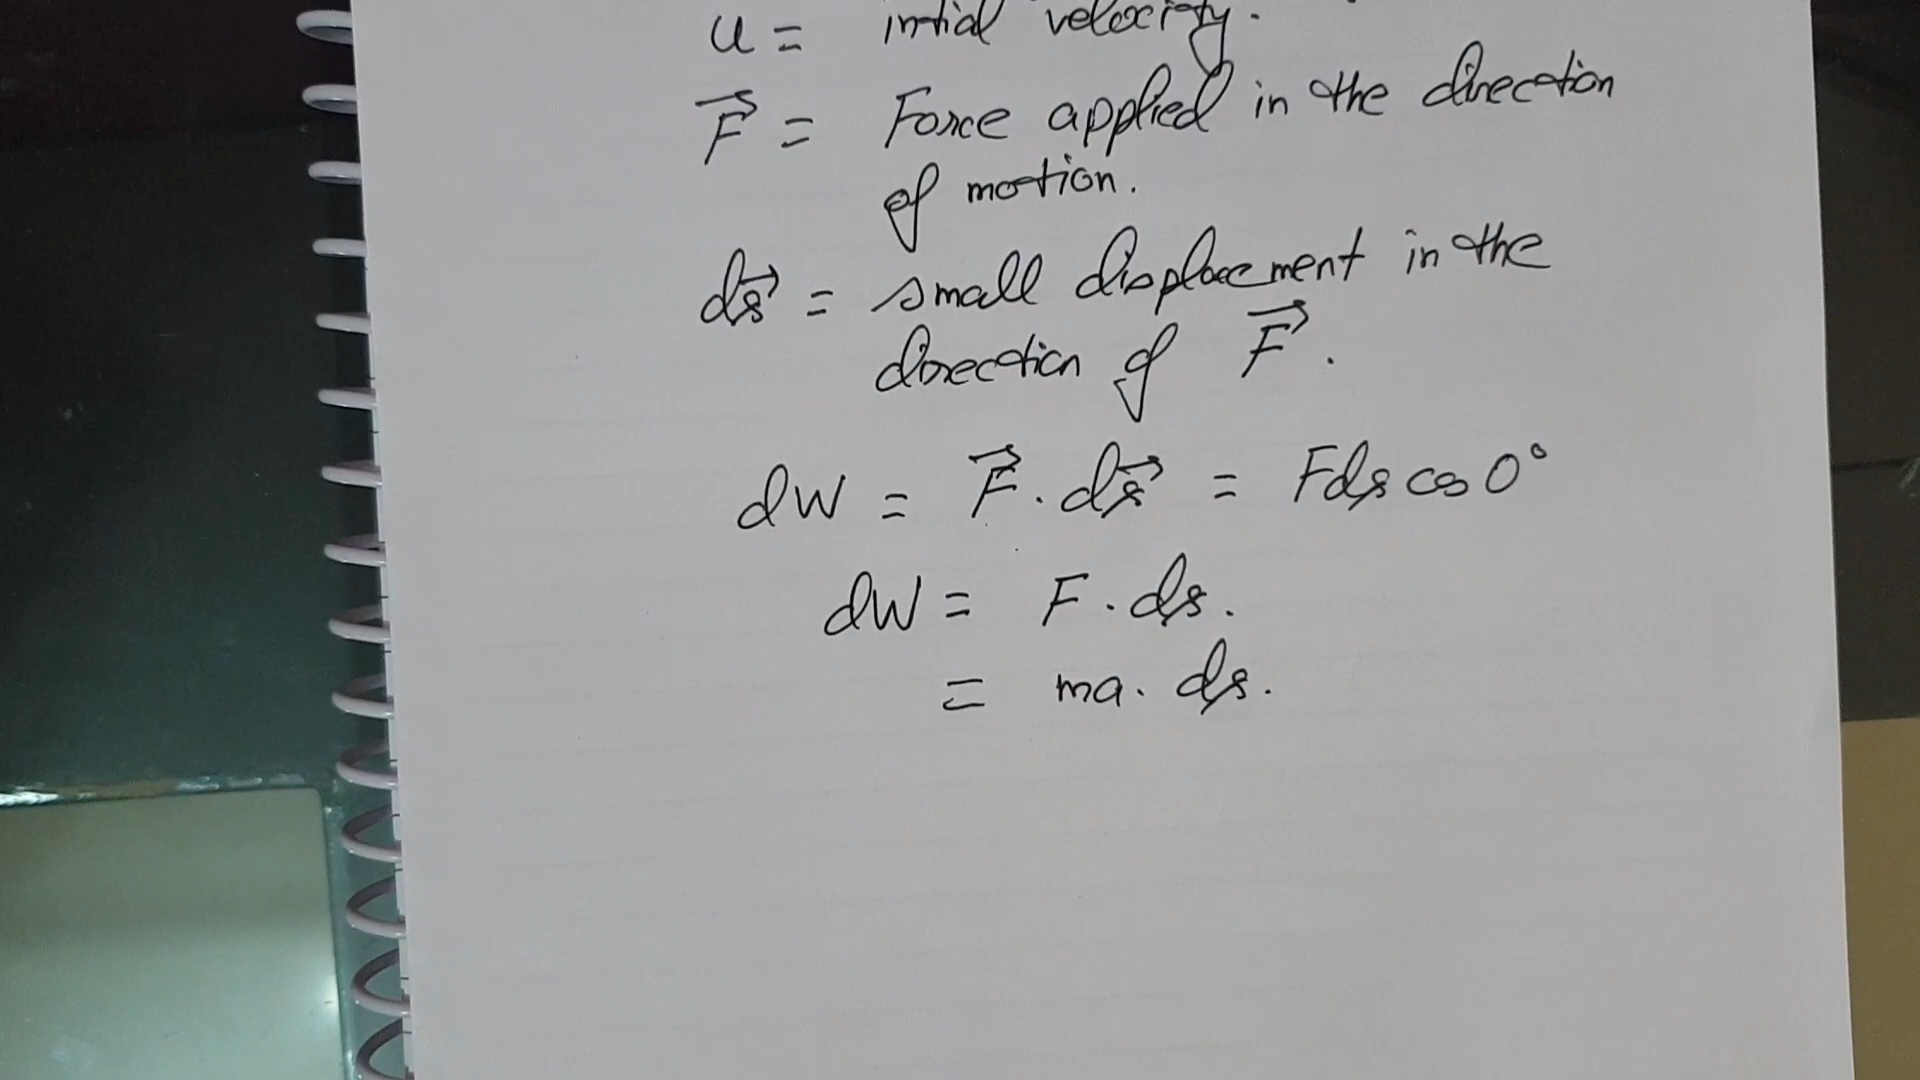 u = initial velocity.
F⃗ = Force applied in the direction
of motion.
ds⃗ = small displacement in the
direction of F⃗.
dW = F⃗ . ds⃗ = Fds cos 0°
dW = F . ds.
= ma . ds.